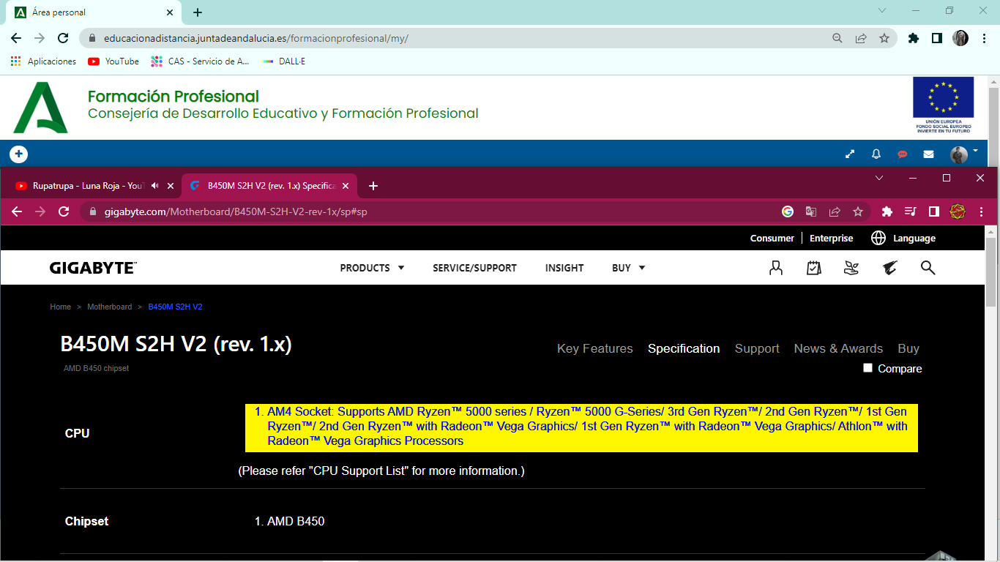 Área personal
educacionadistancia.juntadeandalucia.es/formacionprofesional/my/
Aplicaciones YouTube CAS - Servicio de A... DALL·E
Formación Profesional
Consejería de Desarrollo Educativo y Formación Profesional
UNIÓN EUROPEA
FONDO SOCIAL EUROPEO
INVIERTE EN TU FUTURO
Rupatrupa - Luna Roja - You B450M S2H V2 (rev. 1.x) Specifica
gigabyte.com/Motherboard/B450M-S2H-V2-rev-1x/sp#sp
Consumer Enterprise Language
GIGABYTE™ PRODUCTS SERVICE/SUPPORT INSIGHT BUY
Home > Motherboard > B450M S2H V2
B450M S2H V2 (rev. 1.x)
AMD B450 chipset
Key Features Specification Support News & Awards Buy
Compare
CPU
1. AM4 Socket: Supports AMD Ryzen™ 5000 series / Ryzen™ 5000 G-Series/ 3rd Gen Ryzen™/ 2nd Gen Ryzen™/ 1st Gen
Ryzen™/ 2nd Gen Ryzen™ with Radeon™ Vega Graphics/ 1st Gen Ryzen™ with Radeon™ Vega Graphics/ Athlon™ with
Radeon™ Vega Graphics Processors
(Please refer "CPU Support List" for more information.)
Chipset 1. AMD B450